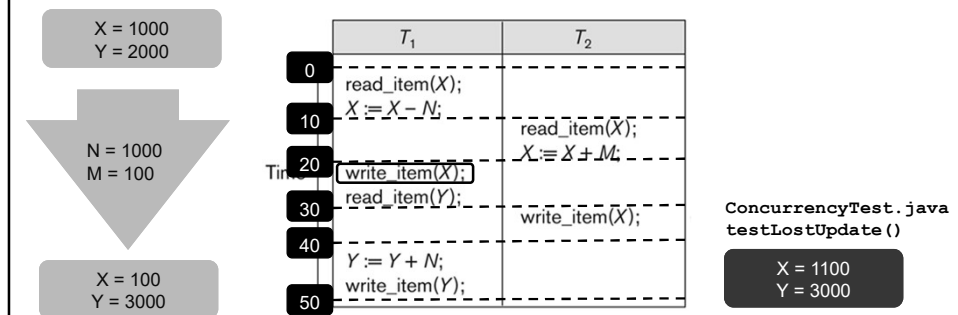 X = 1000
Y = 2000
N = 1000
M = 100
X = 100
Y = 3000
T1
T2
0
read_item(X);
X := X – N;
10
read_item(X);
X := X + M;
20
write_item(X);
read_item(Y);
30
write_item(X);
40
Y := Y + N;
write_item(Y);
50
ConcurrencyTest.java
testLostUpdate()
X = 1100
Y = 3000